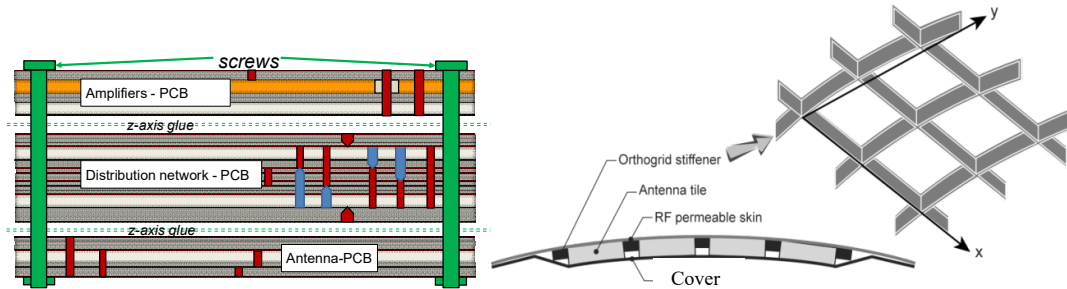 screws
Amplifiers - PCB
z-axis glue
Distribution network - PCB
z-axis glue
Antenna-PCB
y
Orthogrid stiffener
Antenna tile
RF permeable skin
x
Cover